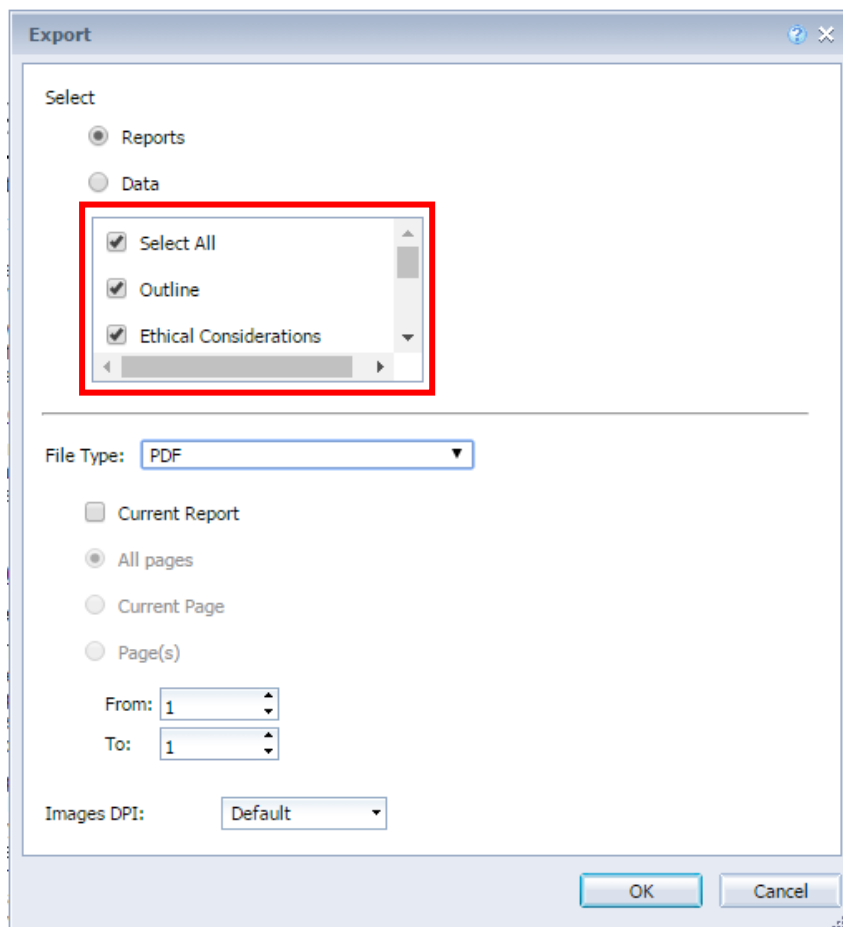 Export
Select
Reports
Data
Select All
Outline
Ethical Considerations
File Type: PDF
Current Report
All pages
Current Page
Page(s)
From: 1
To: 1
Images DPI: Default
OK Cancel